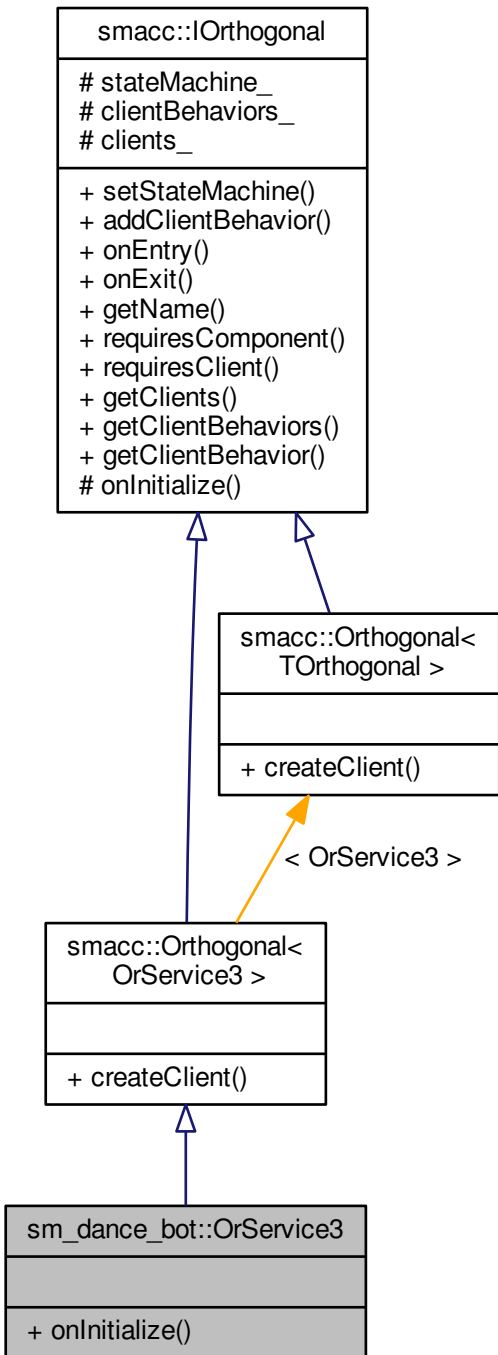 smacc::IOrthogonal
# stateMachine_
# clientBehaviors_
# clients_
+ setStateMachine()
+ addClientBehavior()
+ onEntry()
+ onExit()
+ getName()
+ requiresComponent()
+ requiresClient()
+ getClients()
+ getClientBehaviors()
+ getClientBehavior()
# onInitialize()
smacc::Orthogonal<
TOrthogonal >
+ createClient()
< OrService3 >
smacc::Orthogonal<
OrService3 >
+ createClient()
sm_dance_bot::OrService3
+ onInitialize()